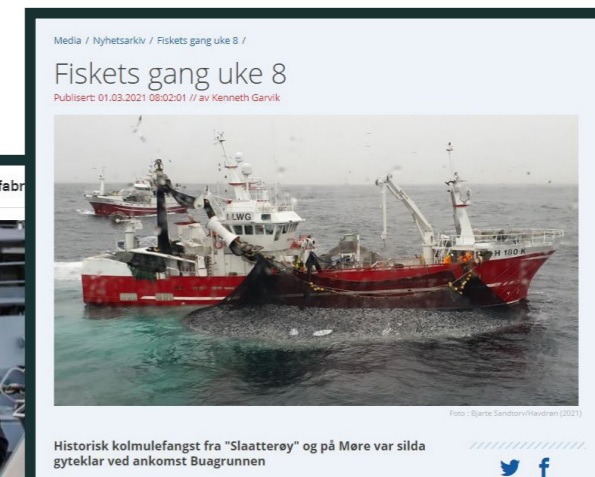 Media / Nyhetsarkiv / Fiskets gang uke 8 /
Fiskets gang uke 8
Publisert: 01.03.2021 08:02:01 // av Kenneth Garvik
fabr
LWG
H 180 K
Foto : Bjarte Sandtorv/Havdrøn (2021)
Historisk kolmulefangst fra "Slaatterøy" og på Møre var silda
gyteklar ved ankomst Buagrunnen